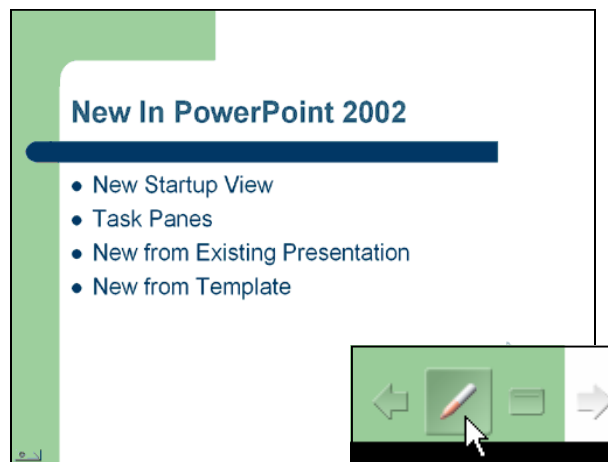 New In PowerPoint 2002
New Startup View
Task Panes
New from Existing Presentation
New from Template